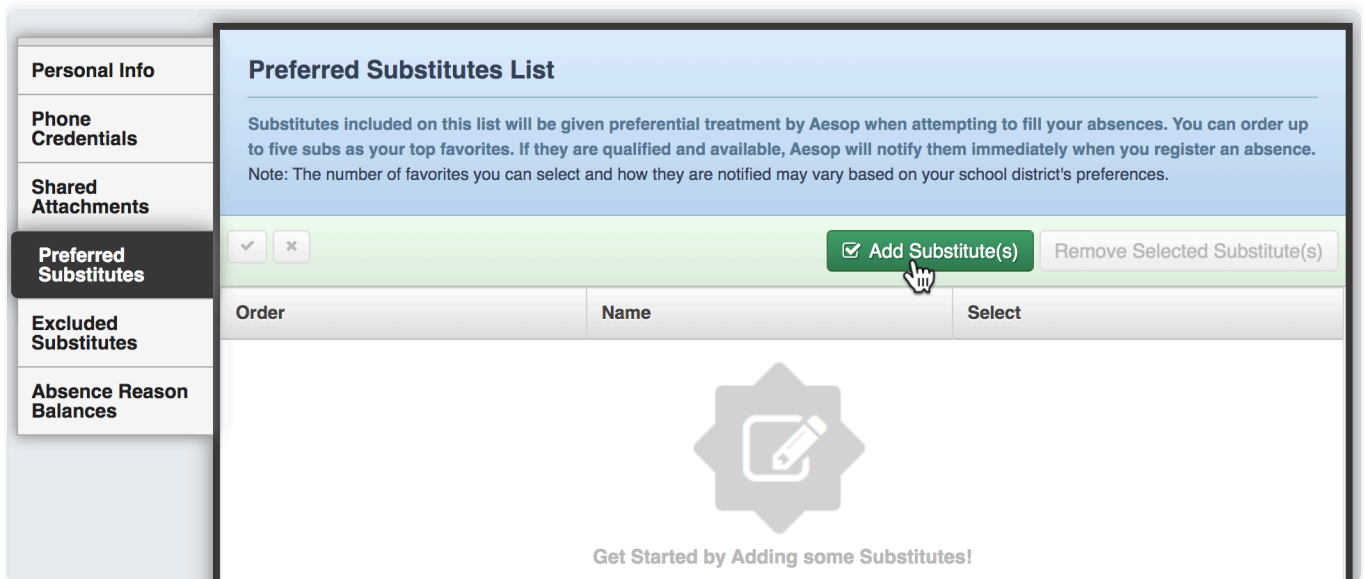 Personal Info
Phone
Credentials
Shared
Attachments
Preferred
Substitutes
Excluded
Substitutes
Absence Reason
Balances
Preferred Substitutes List
Substitutes included on this list will be given preferential treatment by Aesop when attempting to fill your absences. You can order up
to five subs as your top favorites. If they are qualified and available, Aesop will notify them immediately when you register an absence.
Note: The number of favorites you can select and how they are notified may vary based on your school district's preferences.
Add Substitute(s)
Remove Selected Substitute(s)
Order
Name
Select
Get Started by Adding some Substitutes!